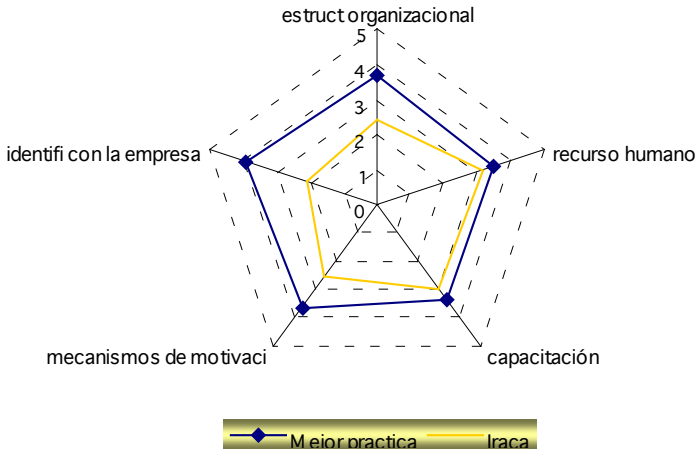 estruct organizacional
5
4
3
2
1
0
identifi con la empresa
recurso humano
mecanismos de motivaci
capacitación
Mejor practica Iraca